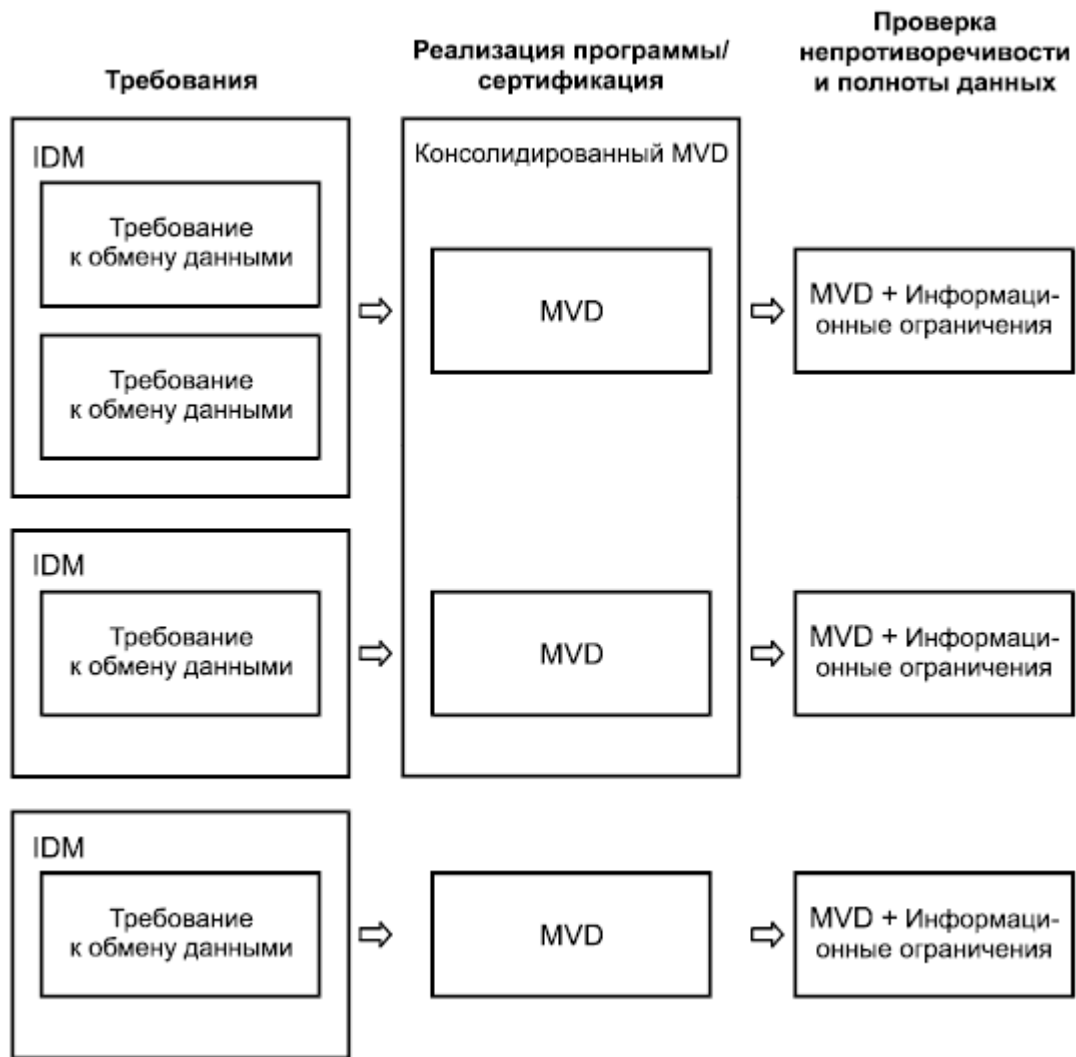 Требования
Реализация программы/
сертификация
Проверка
непротиворечивости
и полноты данных
IDM
Требование
к обмену данными
Требование
к обмену данными
Консолидированный MVD
MVD
MVD + Информаци-
онные ограничения
IDM
Требование
к обмену данными
MVD
MVD + Информаци-
онные ограничения
IDM
Требование
к обмену данными
MVD
MVD + Информаци-
онные ограничения